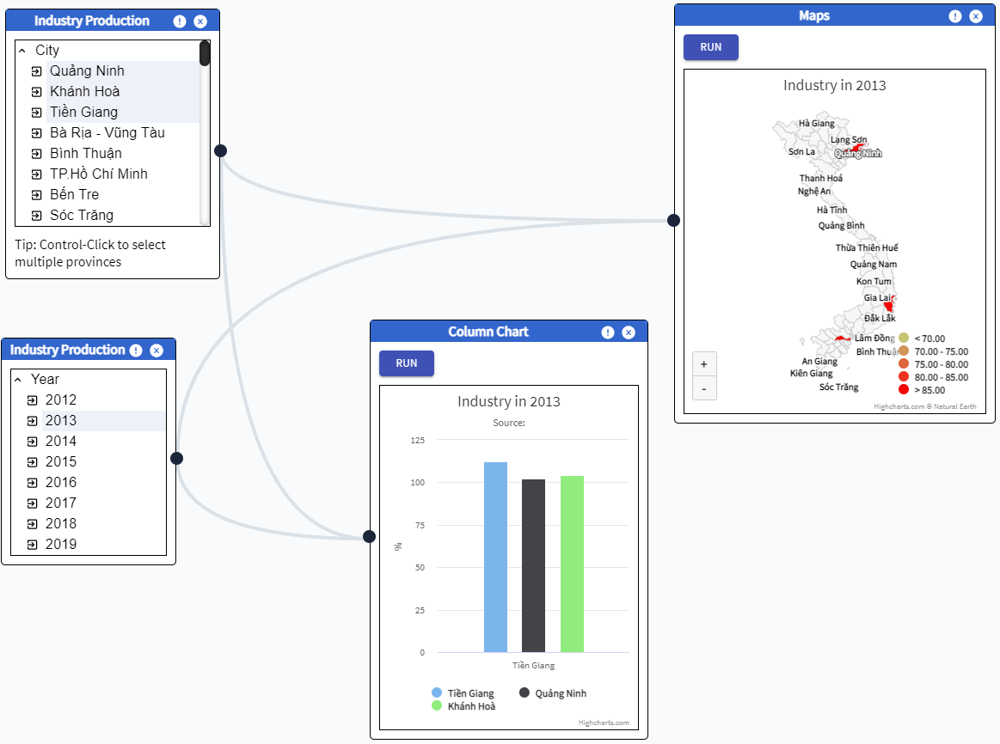 Industry Production
City
Quảng Ninh
Khánh Hoà
Tiền Giang
Bà Rịa - Vũng Tàu
Bình Thuận
TP.Hồ Chí Minh
Bến Tre
Sóc Trăng
Tip: Control-Click to select
multiple provinces
Industry Production
Year
2012
2013
2014
2015
2016
2017
2018
2019
Column Chart
RUN
Industry in 2013
Source:
125
100
75
50
25
0
%
Tiền Giang
Tiền Giang
Quảng Ninh
Khánh Hoà
Highcharts.com
Maps
RUN
Industry in 2013
Hà Giang
Lạng Sơn
Sơn La
Quảng Ninh
Thanh Hoá
Nghệ An
Hà Tĩnh
Quảng Bình
Thừa Thiên Huế
Quảng Nam
Kon Tum
Gia Lai
Đắk Lắk
Lâm Đồng
Bình Thuận
An Giang
Kiên Giang
Sóc Trăng
< 70.00
70.00 - 75.00
75.00 - 80.00
80.00 - 85.00
> 85.00
+
-
Highcharts.com © Natural Earth